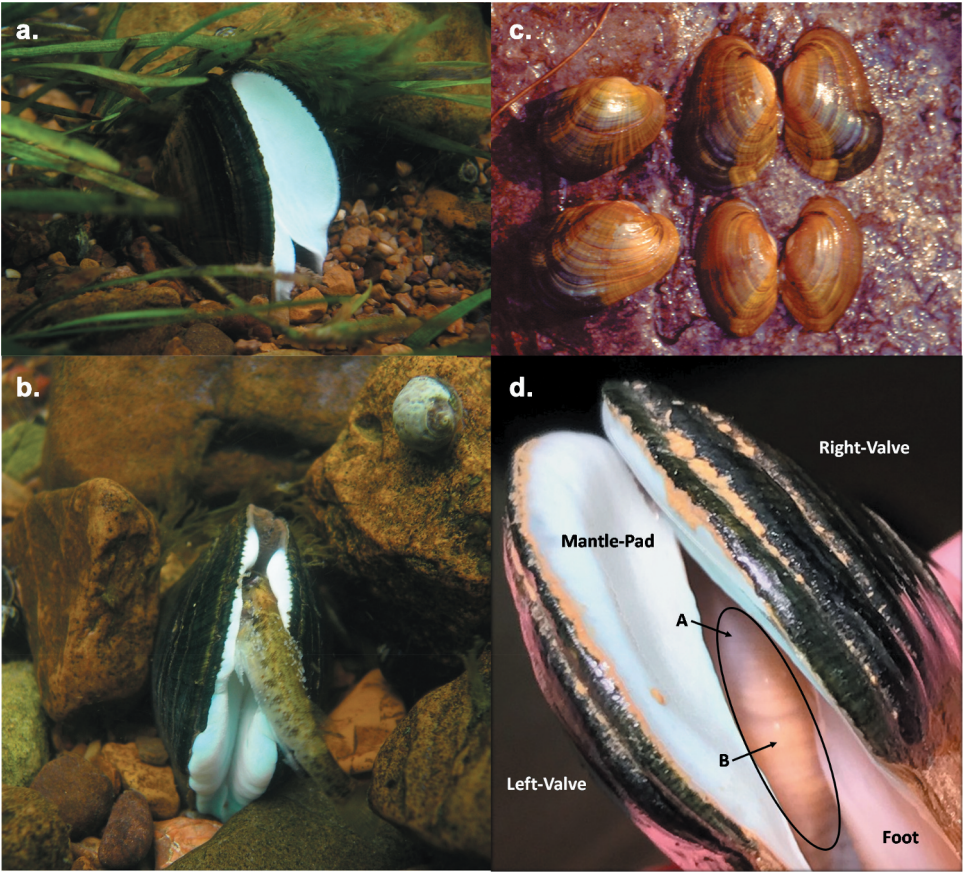 a.
c.
b.
d.
Right-Valve
Mantle-Pad
A
B
Left-Valve
Foot